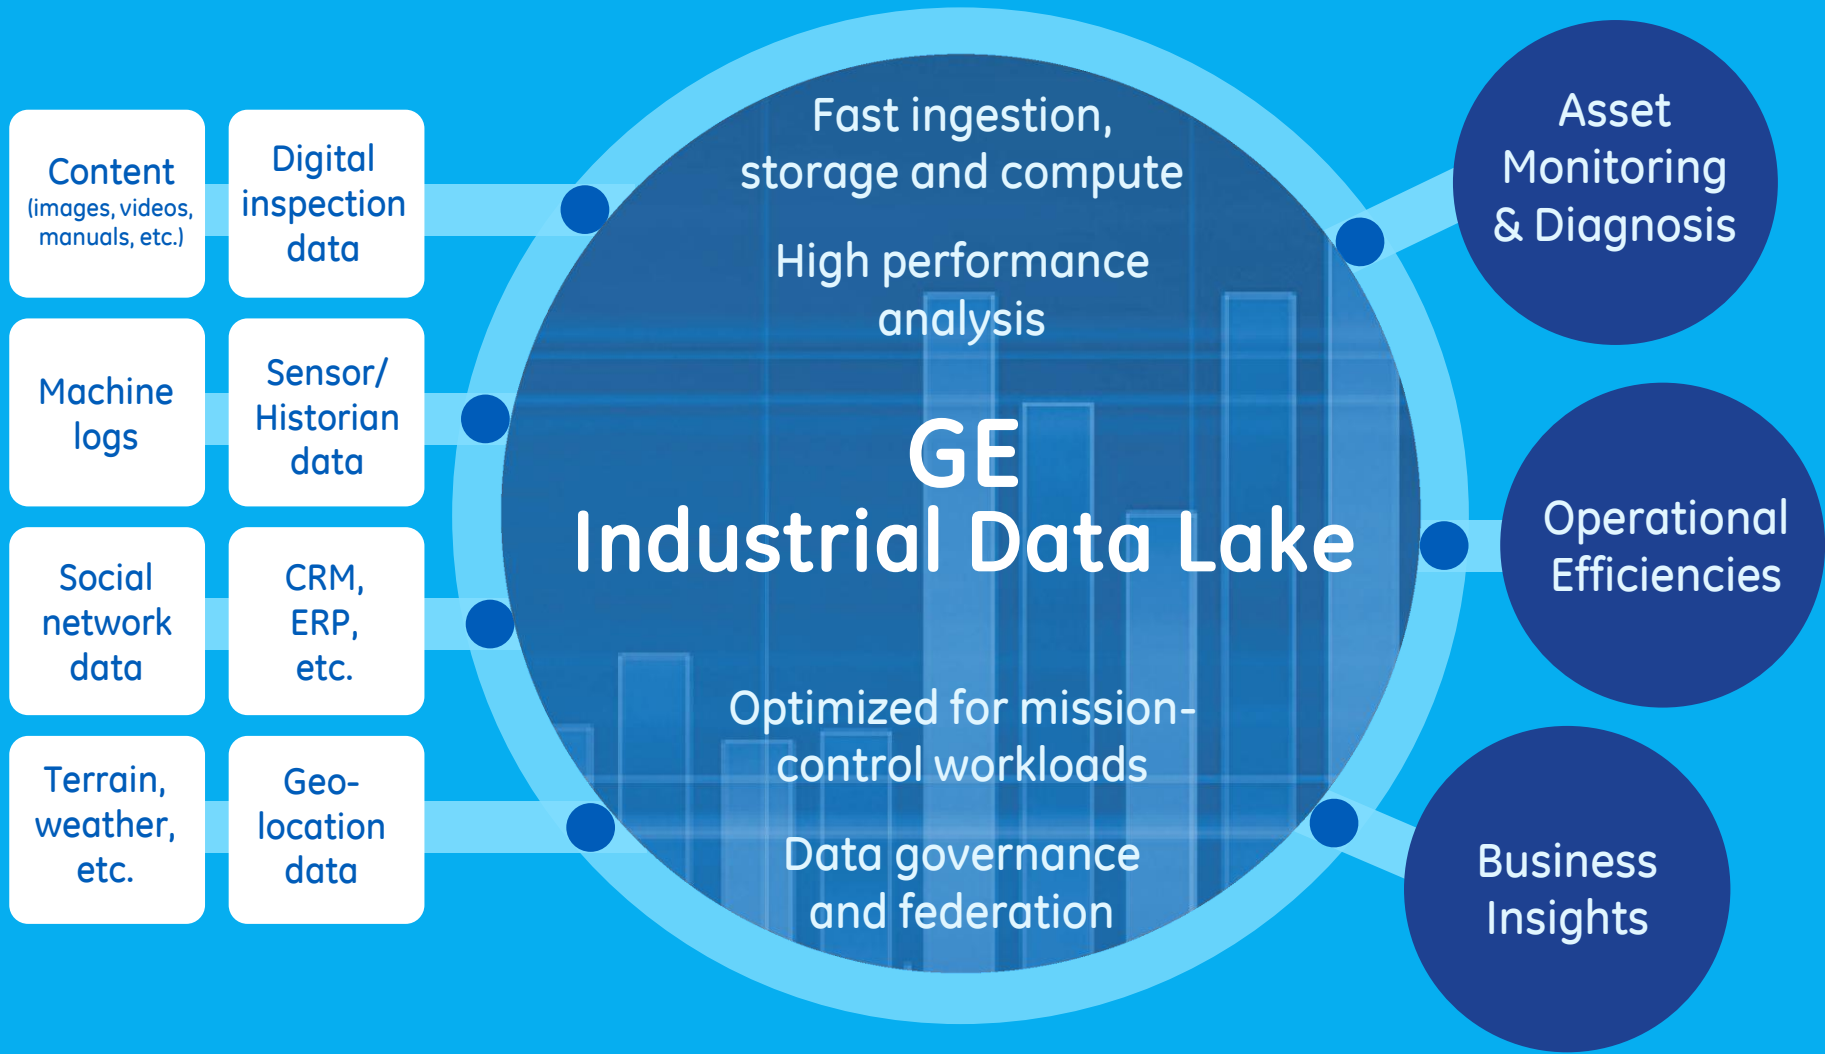 Content
(images, videos,
manuals, etc.)
Digital
inspection
data
Machine
logs
Sensor/
Historian
data
Social
network
data
CRM,
ERP,
etc.
Terrain,
weather,
etc.
Geo-
location
data
Fast ingestion,
storage and compute
High performance
analysis
GE
Industrial Data Lake
Optimized for mission-
control workloads
Data governance
and federation
Asset
Monitoring
& Diagnosis
Operational
Efficiencies
Business
Insights